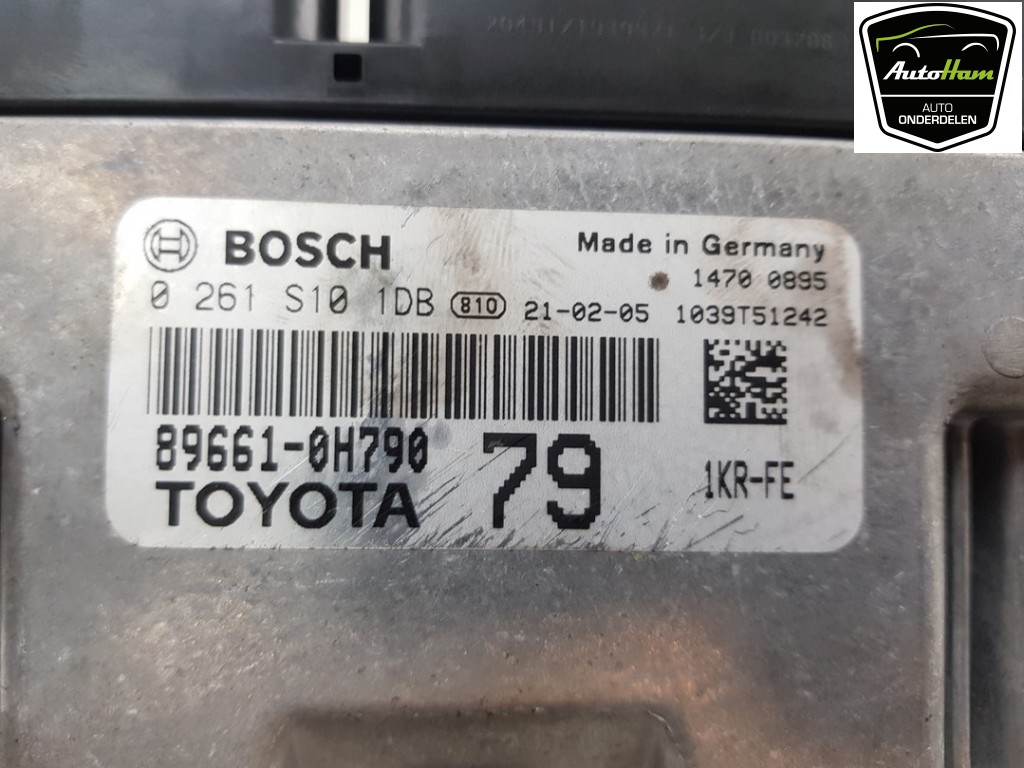 AutoHam
AUTO
ONDERDELEN
BOSCH
Made in Germany
1470 0895
0 261 S10 1DB 810 21-02-05 1039T51242
89661-0H790
79
1KR-FE
TOYOTA